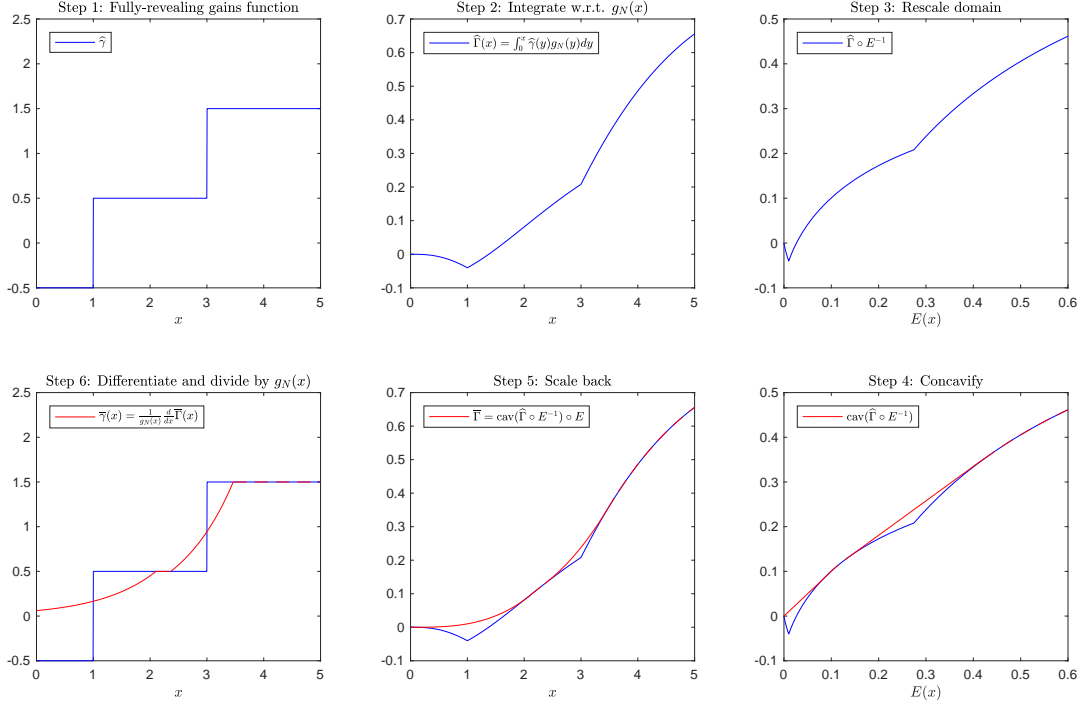 Step 1: Fully-revealing gains function
2.5
2
1.5
1
0.5
0
-0.5
0 1 2 3 4 5
x
γ̂
Step 2: Integrate w.r.t. g_N(x)
0.7
0.6
0.5
0.4
0.3
0.2
0.1
0
-0.1
0 1 2 3 4 5
x
Γ̂(x) = ∫₀ˣ γ̂(y)g_N(y)dy
Step 3: Rescale domain
0.5
0.4
0.3
0.2
0.1
0
-0.1
0 0.1 0.2 0.3 0.4 0.5 0.6
E(x)
Γ̂ ∘ E⁻¹
Step 6: Differentiate and divide by g_N(x)
2.5
2
1.5
1
0.5
0
-0.5
0 1 2 3 4 5
x
γ̅(x) = 1/g_N(x) d/dx Γ̅(x)
Step 5: Scale back
0.7
0.6
0.5
0.4
0.3
0.2
0.1
0
-0.1
0 1 2 3 4 5
x
Γ̅ = cav(Γ̂ ∘ E⁻¹) ∘ E
Step 4: Concavify
0.5
0.4
0.3
0.2
0.1
0
-0.1
0 0.1 0.2 0.3 0.4 0.5 0.6
E(x)
cav(Γ̂ ∘ E⁻¹)